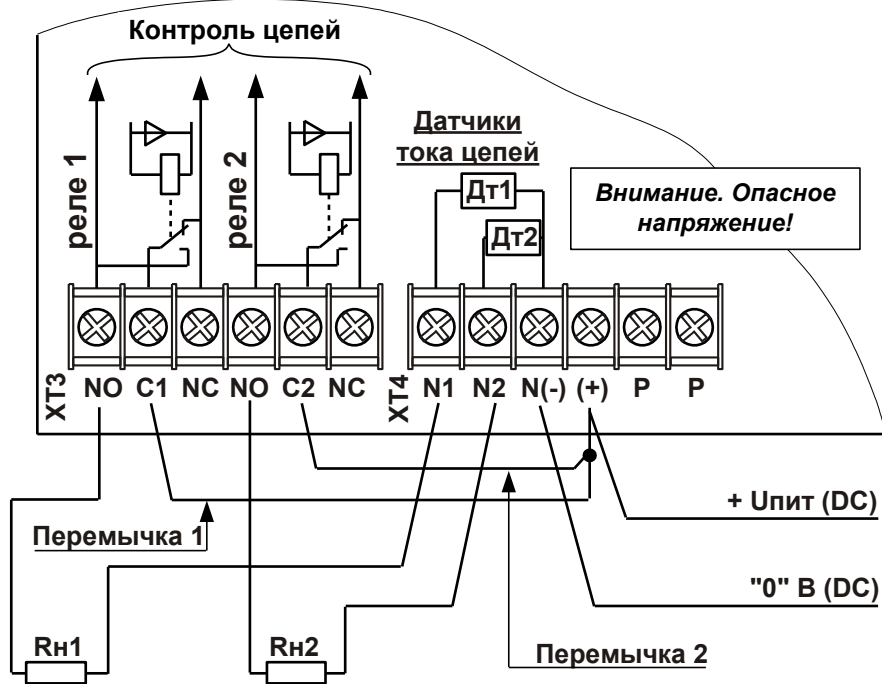 Контроль цепей
реле 1
реле 2
Датчики
тока цепей
Дт1
Дт2
Внимание. Опасное
напряжение!
XT3
NO C1 NC NO C2 NC
XT4
N1 N2 N(-) (+) P P
+ Uпит (DC)
Перемычка 1
"0" В (DC)
Rн1
Rн2
Перемычка 2